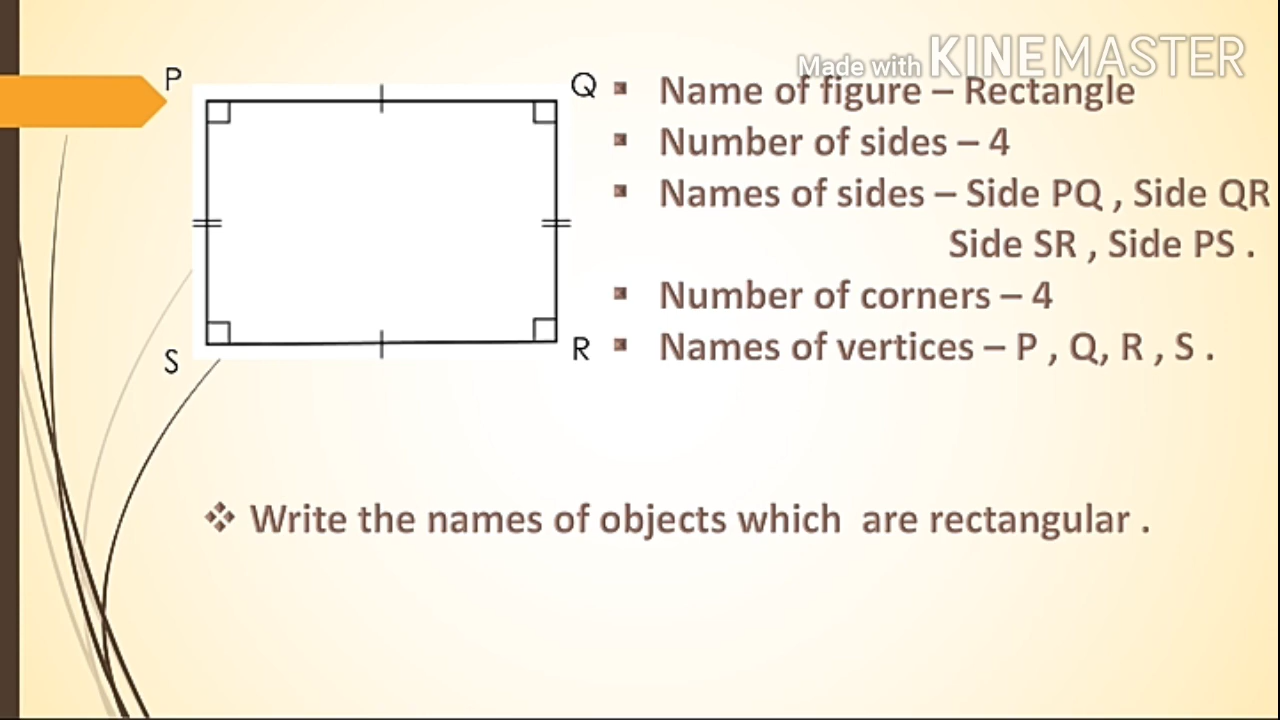 Made with KINEMASTER
P
Q
S
R
▪ Name of figure – Rectangle
▪ Number of sides – 4
▪ Names of sides – Side PQ , Side QR
Side SR , Side PS .
▪ Number of corners – 4
▪ Names of vertices – P , Q, R , S .
❖ Write the names of objects which are rectangular .